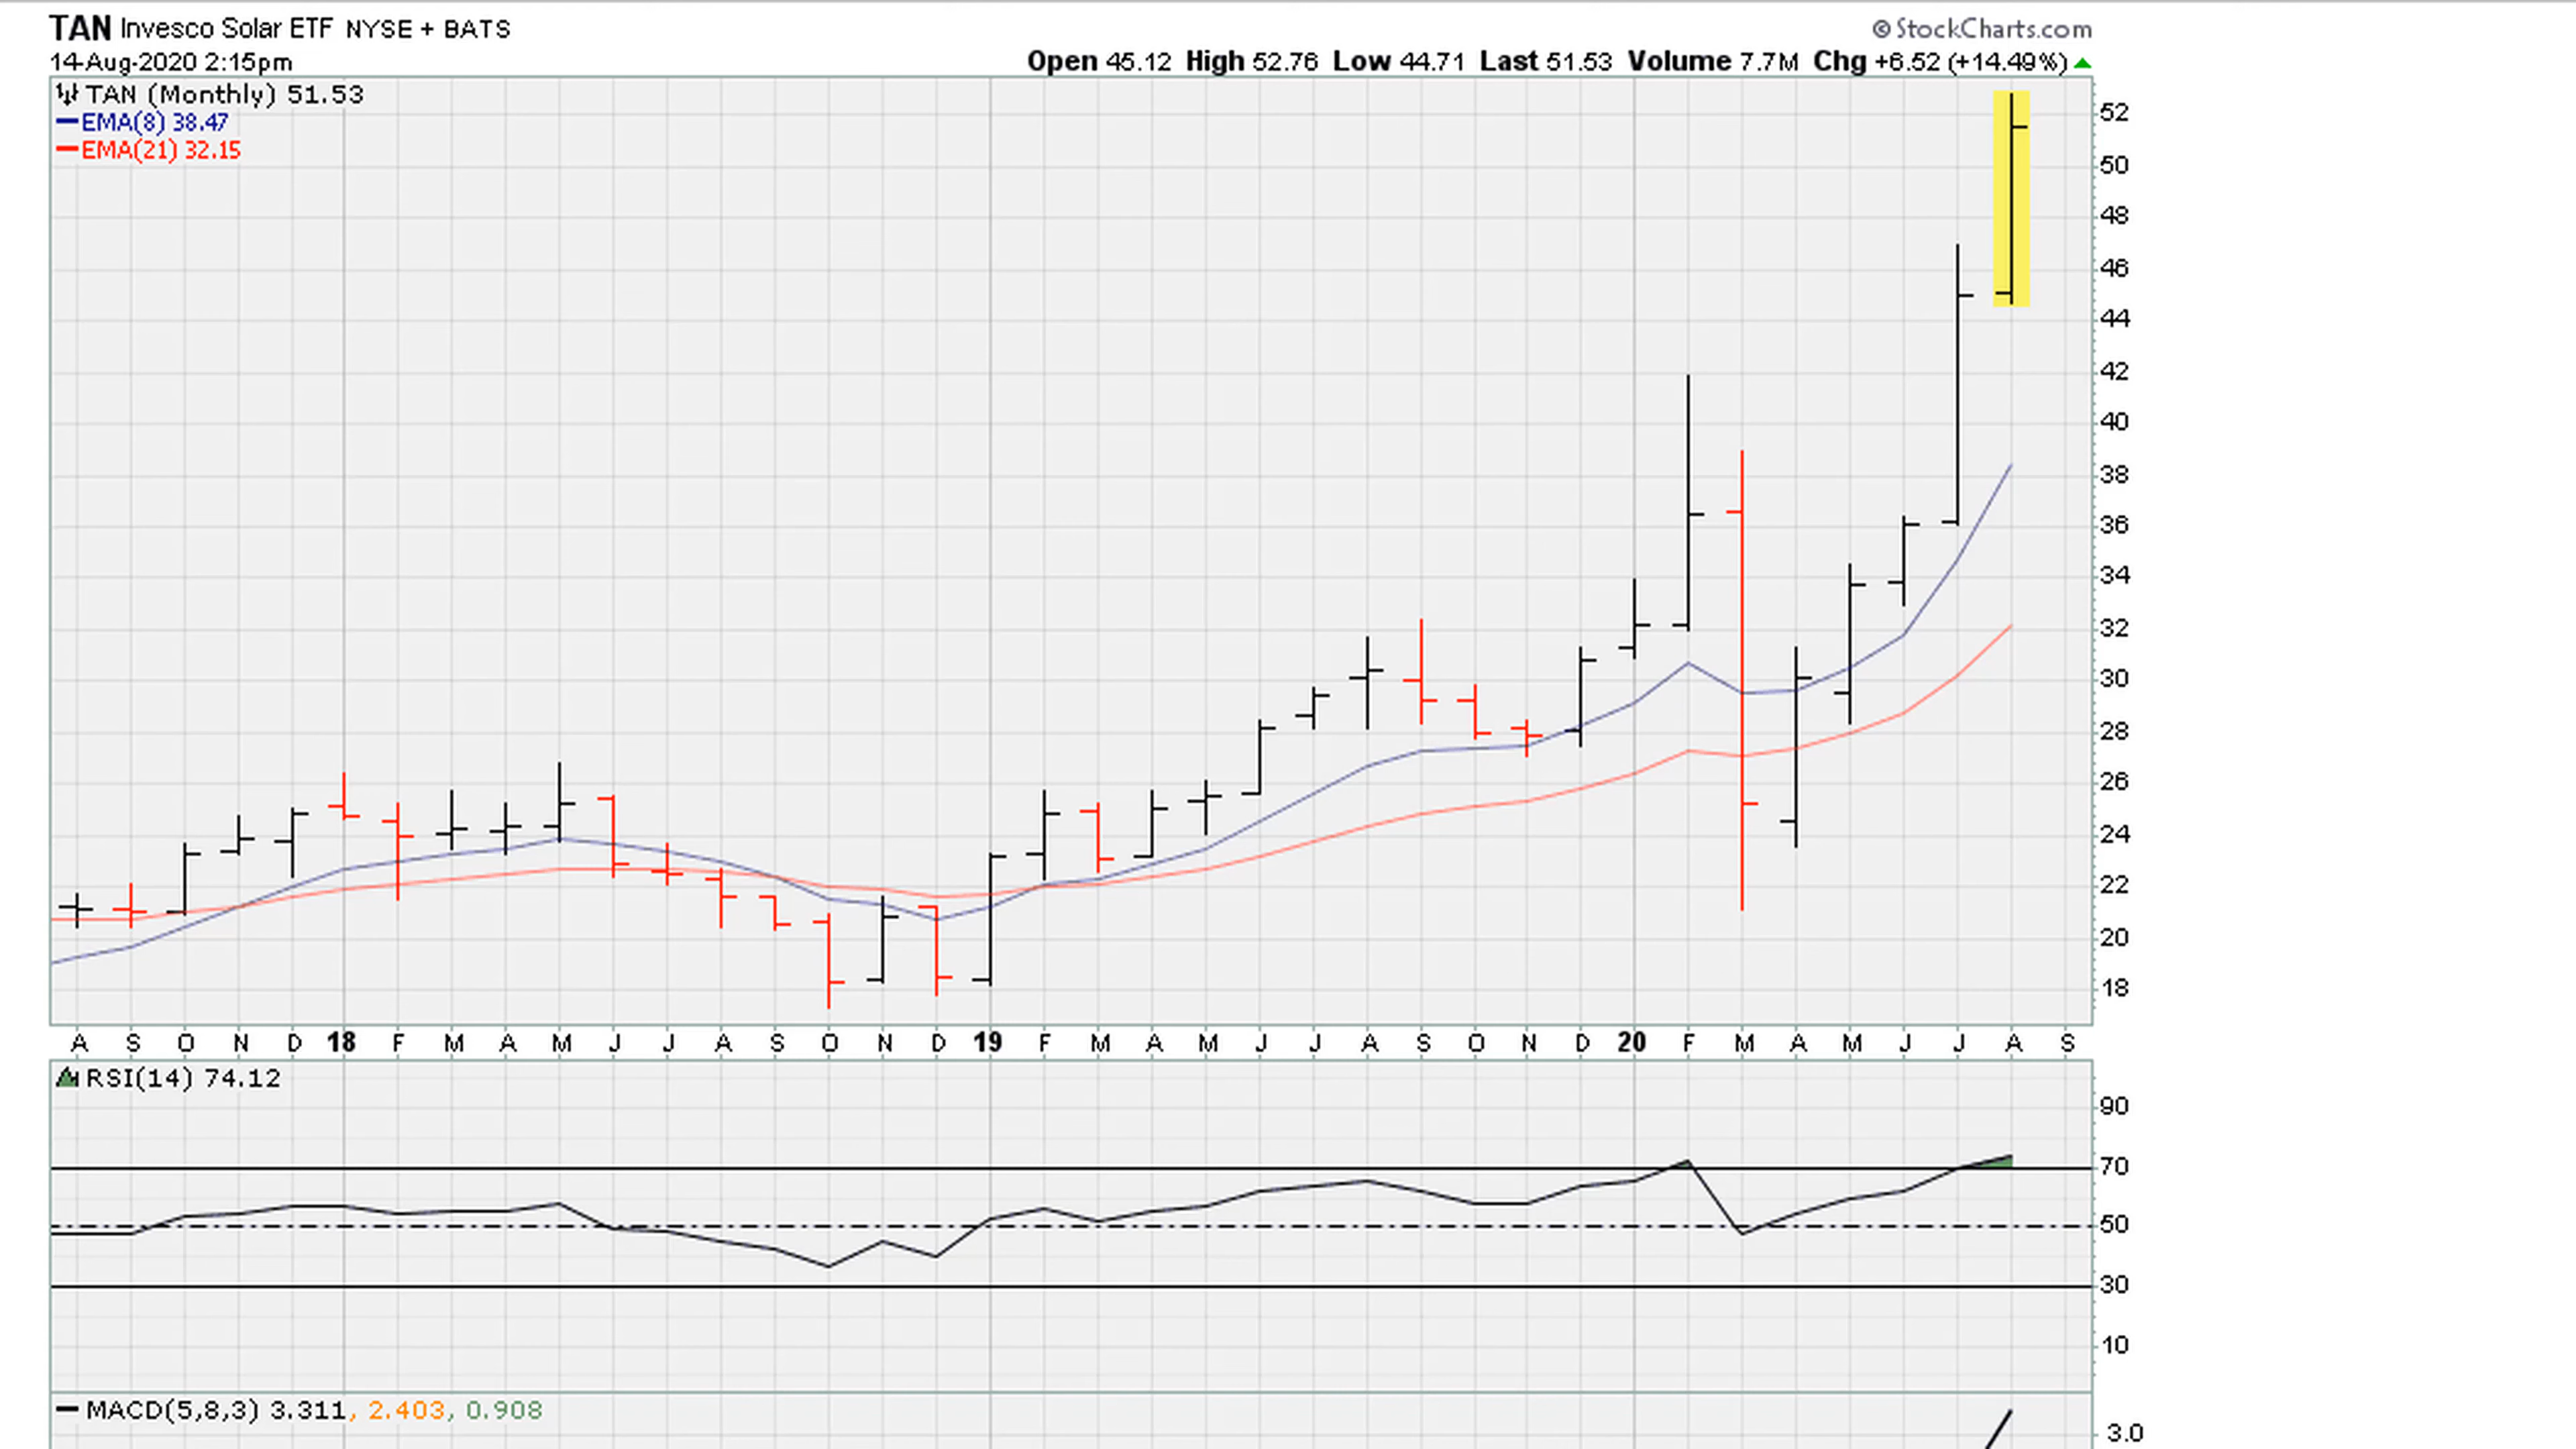 TAN Invesco Solar ETF NYSE + BATS
© StockCharts.com
14-Aug-2020 2:15pm
Open 45.12 High 52.76 Low 44.71 Last 51.53 Volume 7.7M Chg +6.52 (+14.49%)
TAN (Monthly) 51.53
EMA(8) 38.47
EMA(21) 32.15
52
50
48
46
44
42
40
38
36
34
32
30
28
26
24
22
20
18
A S O N D 18 F M A M J J A S O N D 19 F M A M J J A S O N D 20 F M A M J J A S
RSI(14) 74.12
90
70
50
30
10
MACD(5,8,3) 3.311, 2.403, 0.908
3.0